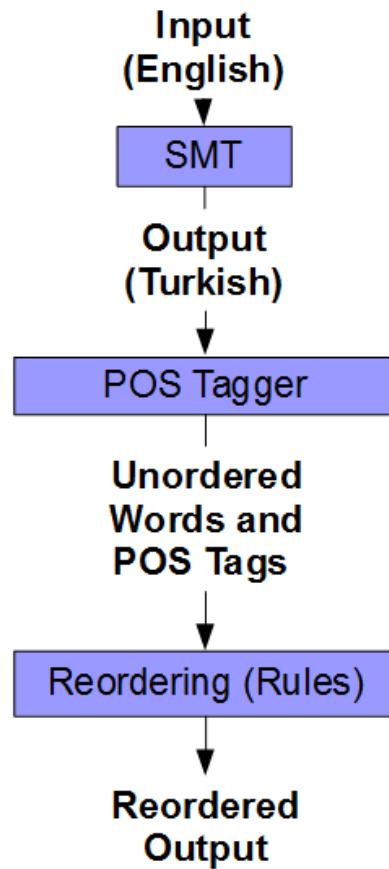 Input
(English)
SMT
Output
(Turkish)
POS Tagger
Unordered
Words and
POS Tags
Reordering (Rules)
Reordered
Output